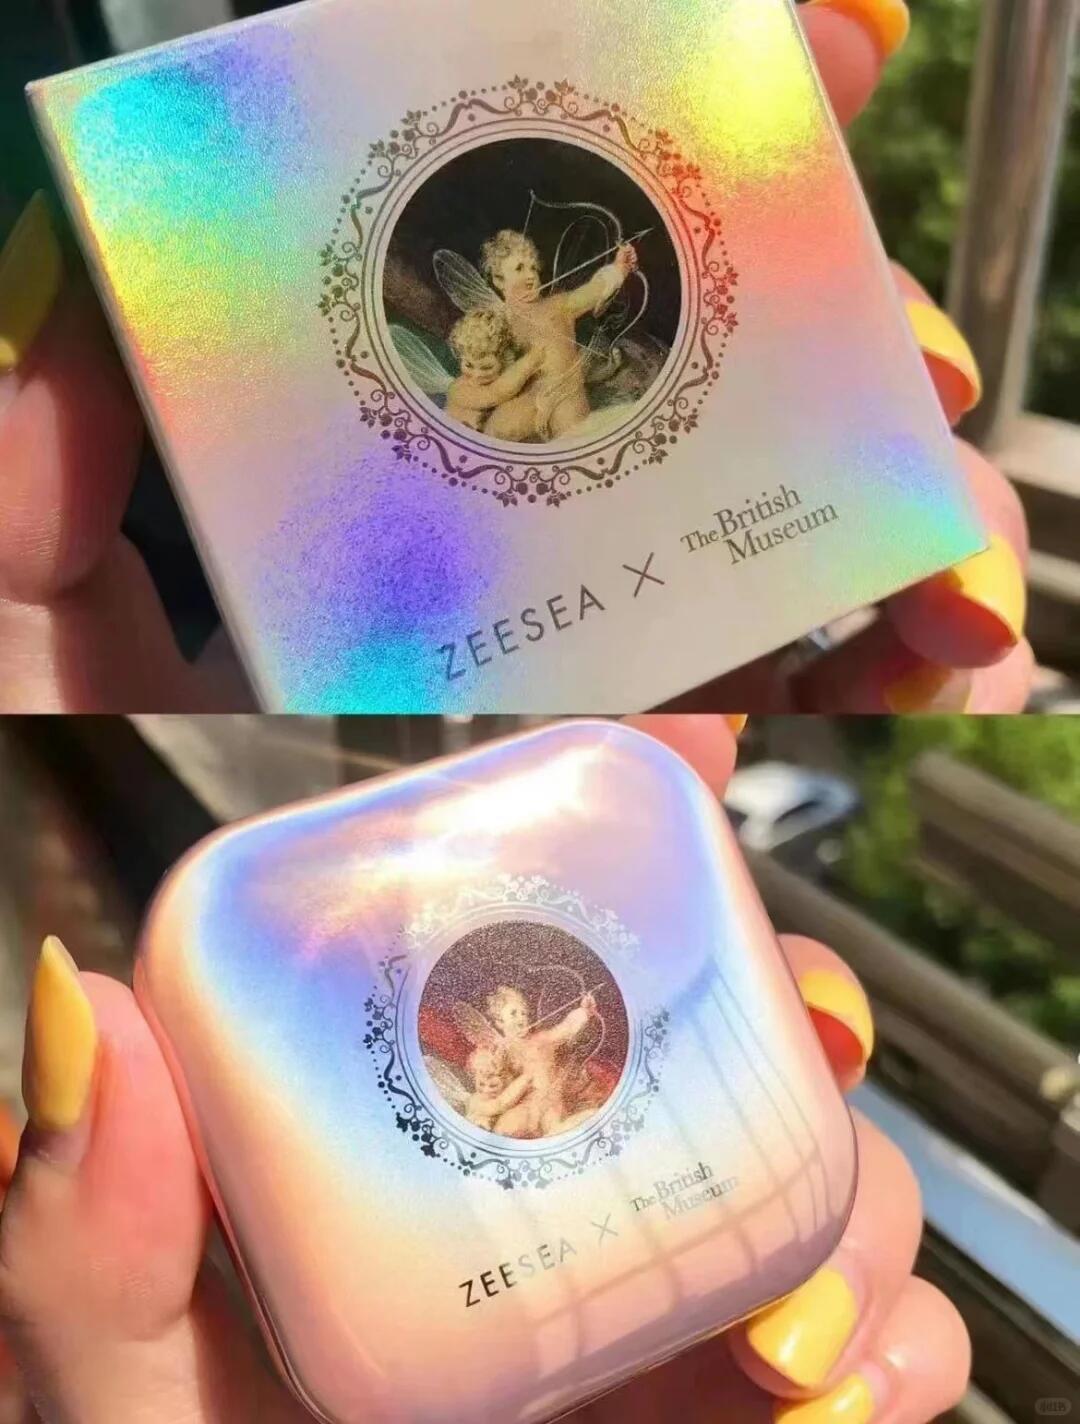 The British
Museum
ZEESEA ×
The British
Museum
ZEESEA ×